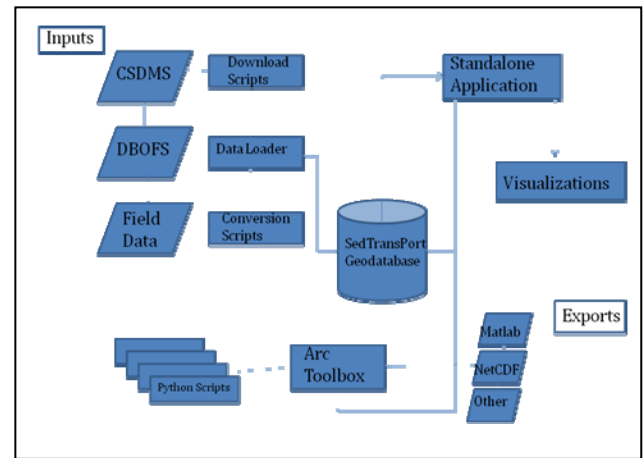 Inputs
CSDMS
Download
Scripts
Standalone
Application
DBOFS
Data Loader
Visualizations
Field
Data
Conversion
Scripts
SedTransPort
Geodatabase
Exports
Matlab
Arc
Toolbox
NetCDF
Python Scripts
Other